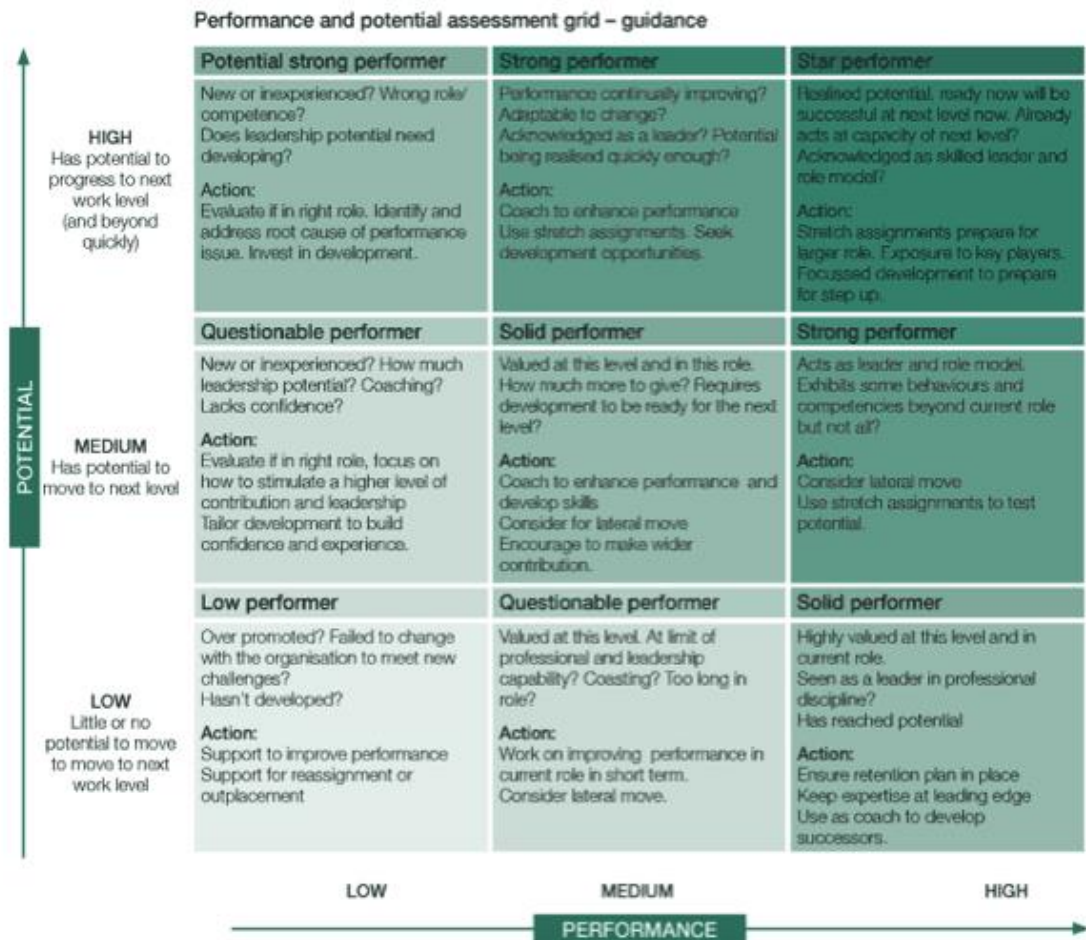 Performance and potential assessment grid – guidance
HIGH
Has potential to
progress to next
work level
(and beyond
quickly)
Potential strong performer
New or inexperienced? Wrong role/
competence?
Does leadership potential need
developing?
Action:
Evaluate if in right role. Identify and
address root cause of performance
issue. Invest in development.
Strong performer
Performance continually improving?
Adaptable to change?
Acknowledged as a leader? Potential
being realised quickly enough?
Action:
Coach to enhance performance
Use stretch assignments. Seek
development opportunities.
Star performer
Realised potential, ready now will be
successful at next level now. Already
acts at capacity of next level?
Acknowledged as skilled leader and
role model?
Action:
Stretch assignments prepare for
larger role. Exposure to key players.
Focussed development to prepare
for step up.
POTENTIAL
MEDIUM
Has potential to
move to next level
Questionable performer
New or inexperienced? How much
leadership potential? Coaching?
Lacks confidence?
Action:
Evaluate if in right role, focus on
how to stimulate a higher level of
contribution and leadership
Tailor development to build
confidence and experience.
Solid performer
Valued at this level and in this role.
How much more to give? Requires
development to be ready for the next
level?
Action:
Coach to enhance performance and
develop skills
Consider for lateral move
Encourage to make wider
contribution.
Strong performer
Acts as leader and role model.
Exhibits some behaviours and
competencies beyond current role
but not all?
Action:
Consider lateral move
Use stretch assignments to test
potential.
LOW
Little or no
potential to move
to move to next
work level
Low performer
Over promoted? Failed to change
with the organisation to meet new
challenges?
Hasn't developed?
Action:
Support to improve performance
Support for reassignment or
outplacement
Questionable performer
Valued at this level. At limit of
professional and leadership
capability? Coasting? Too long in
role?
Action:
Work on improving performance in
current role in short term.
Consider lateral move.
Solid performer
Highly valued at this level and in
current role.
Seen as a leader in professional
discipline?
Has reached potential
Action:
Ensure retention plan in place
Keep expertise at leading edge
Use as coach to develop
successors.
LOW
MEDIUM
HIGH
PERFORMANCE